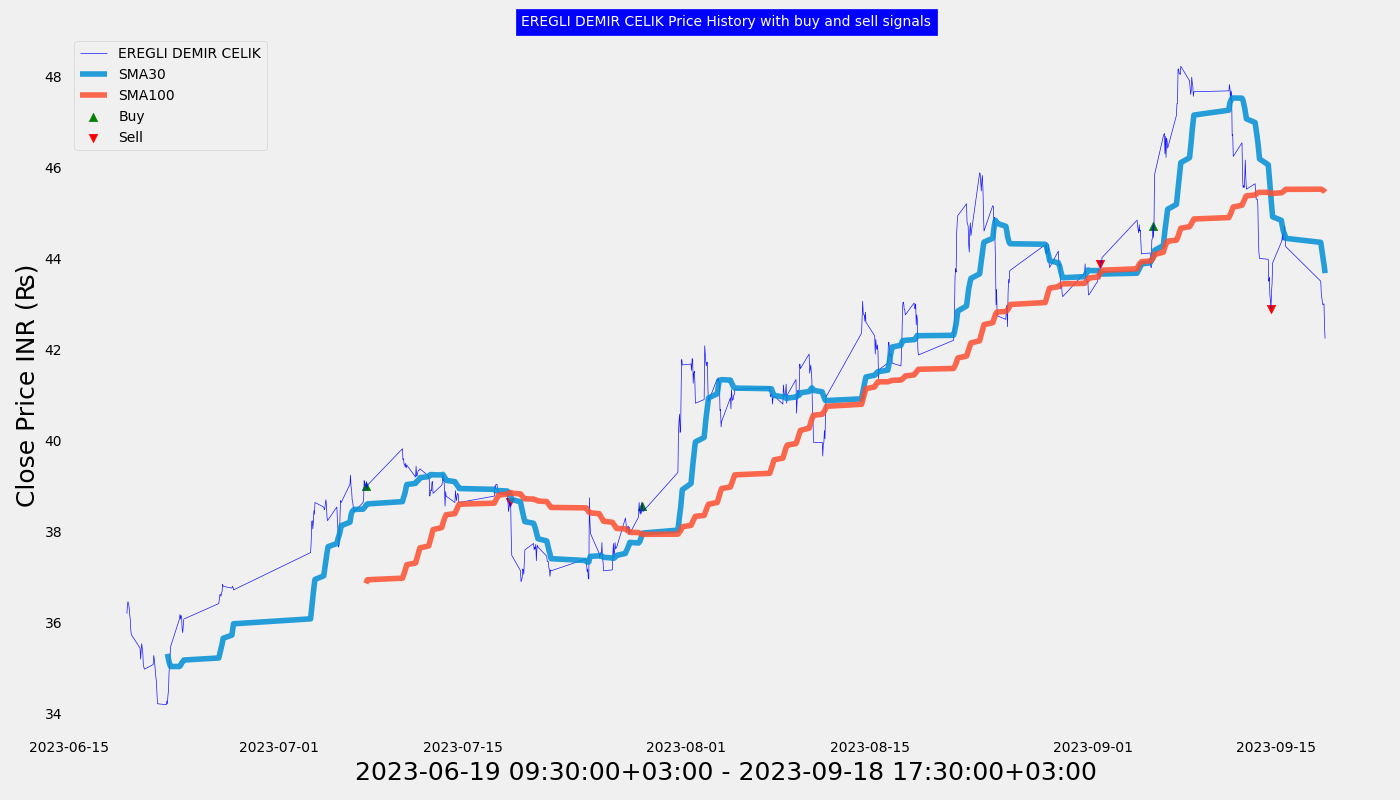 EREGLI DEMIR CELIK Price History with buy and sell signals
EREGLI DEMIR CELIK
SMA30
SMA100
Buy
Sell
Close Price INR (₨)
48
46
44
42
40
38
36
34
2023-06-15
2023-07-01
2023-07-15
2023-08-01
2023-08-15
2023-09-01
2023-09-15
2023-06-19 09:30:00+03:00 - 2023-09-18 17:30:00+03:00